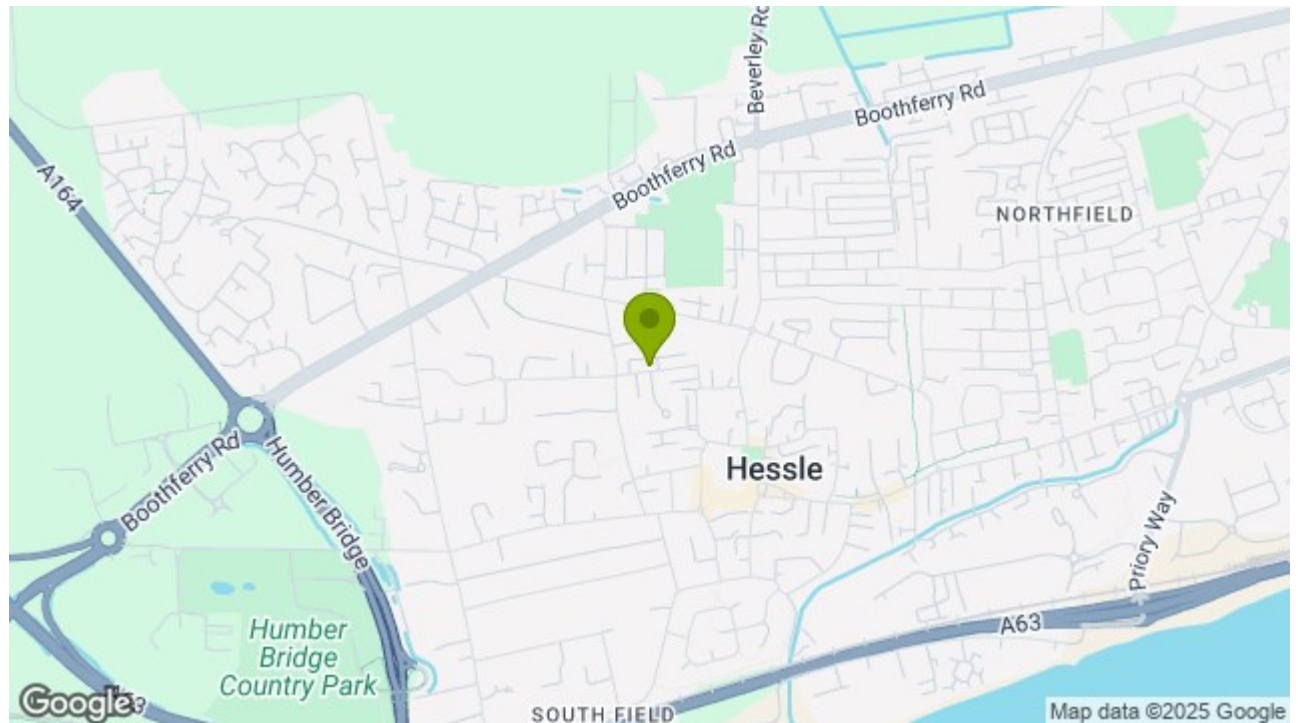 Beverley Rd
Boothferry Rd
Boothferry Rd
A164
NORTHFIELD
Hessle
Boothferry Rd
Humber Bridge
Priory Way
A63
Humber
Bridge
Country Park
SOUTH FIELD
Google
Map data ©2025 Google